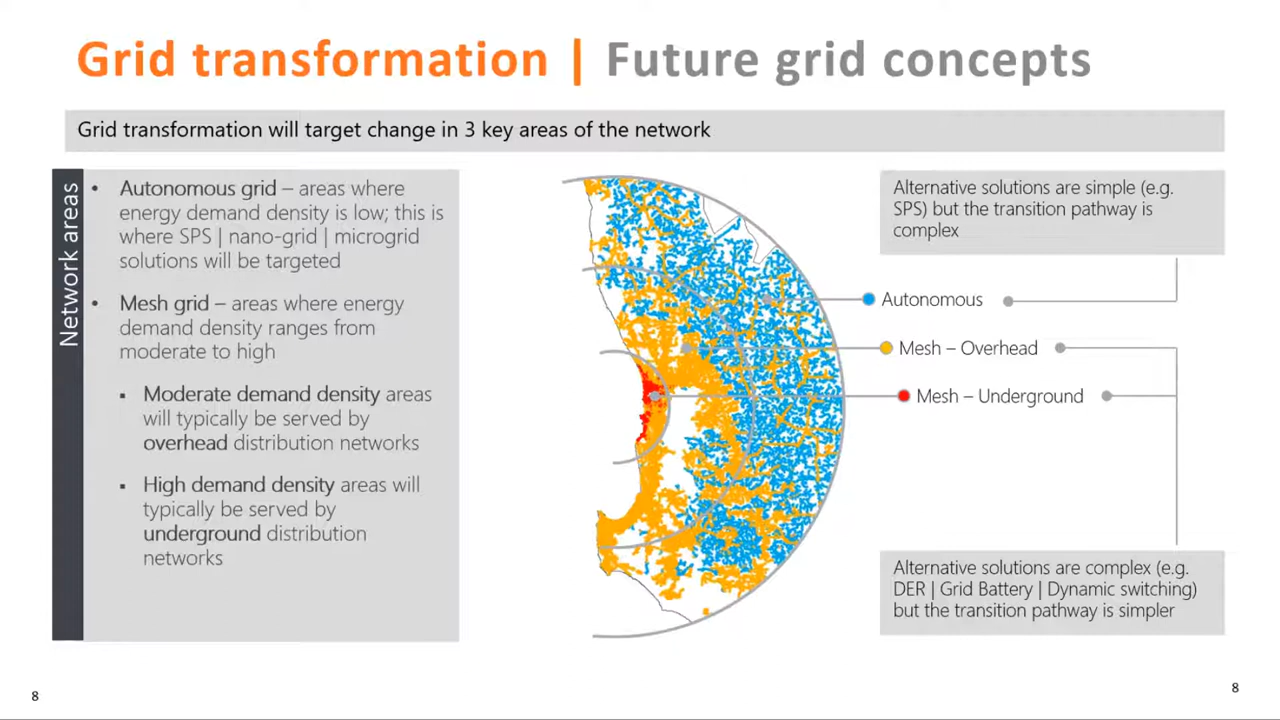 Grid transformation | Future grid concepts
Grid transformation will target change in 3 key areas of the network
Network areas
• Autonomous grid – areas where
energy demand density is low; this is
where SPS | nano-grid | microgrid
solutions will be targeted
• Mesh grid – areas where energy
demand density ranges from
moderate to high
▪ Moderate demand density areas
will typically be served by
overhead distribution networks
▪ High demand density areas will
typically be served by
underground distribution
networks
Alternative solutions are simple (e.g.
SPS) but the transition pathway is
complex
Autonomous
Mesh – Overhead
Mesh – Underground
Alternative solutions are complex (e.g.
DER | Grid Battery | Dynamic switching)
but the transition pathway is simpler
8
8